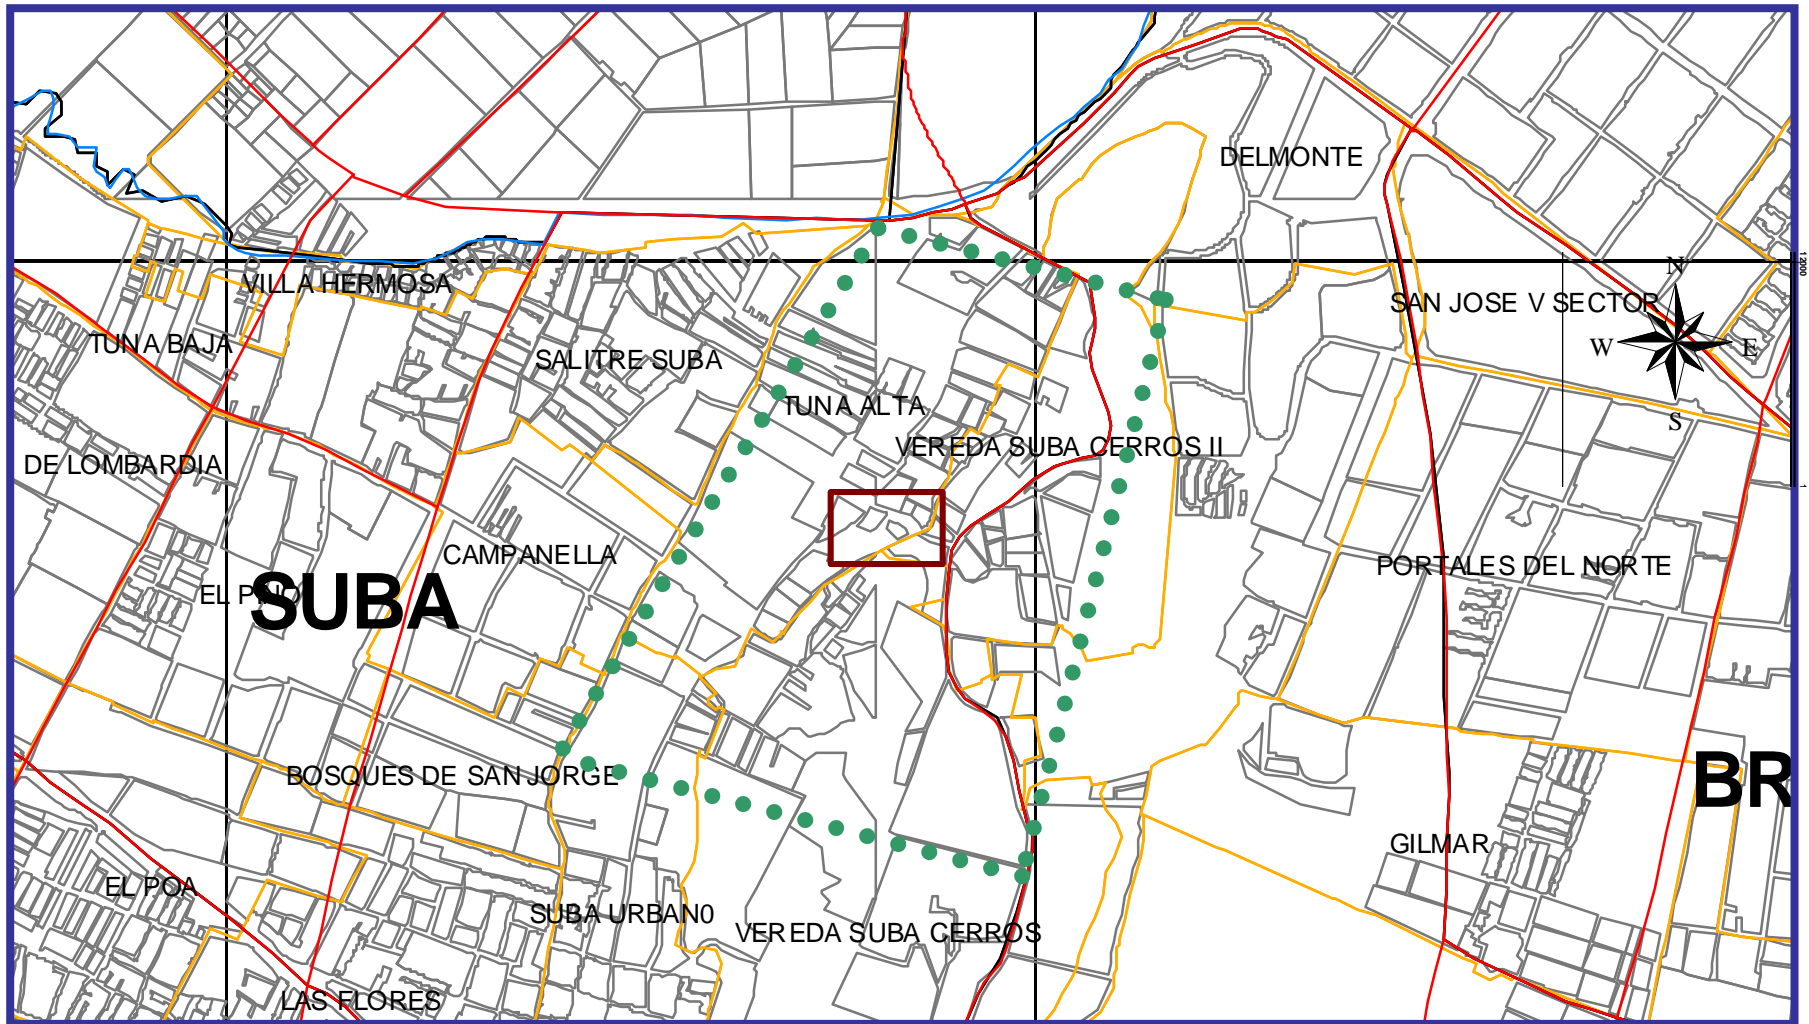 DELMONTE
N
VILLA HERMOSA
SAN JOSE V SECTOR
TUNA BAJA
W
E
SALITRE SUBA
TUNA ALTA
S
VEREDA SUBA CERROS II
DE LOMBARDIA
CAMPANELLA
PORTALES DEL NORTE
SUBA
BOSQUES DE SAN JORGE
BR
GILMAR
EL POA
SUBA URBAN0
VEREDA SUBA CERROS
LAS FLORES